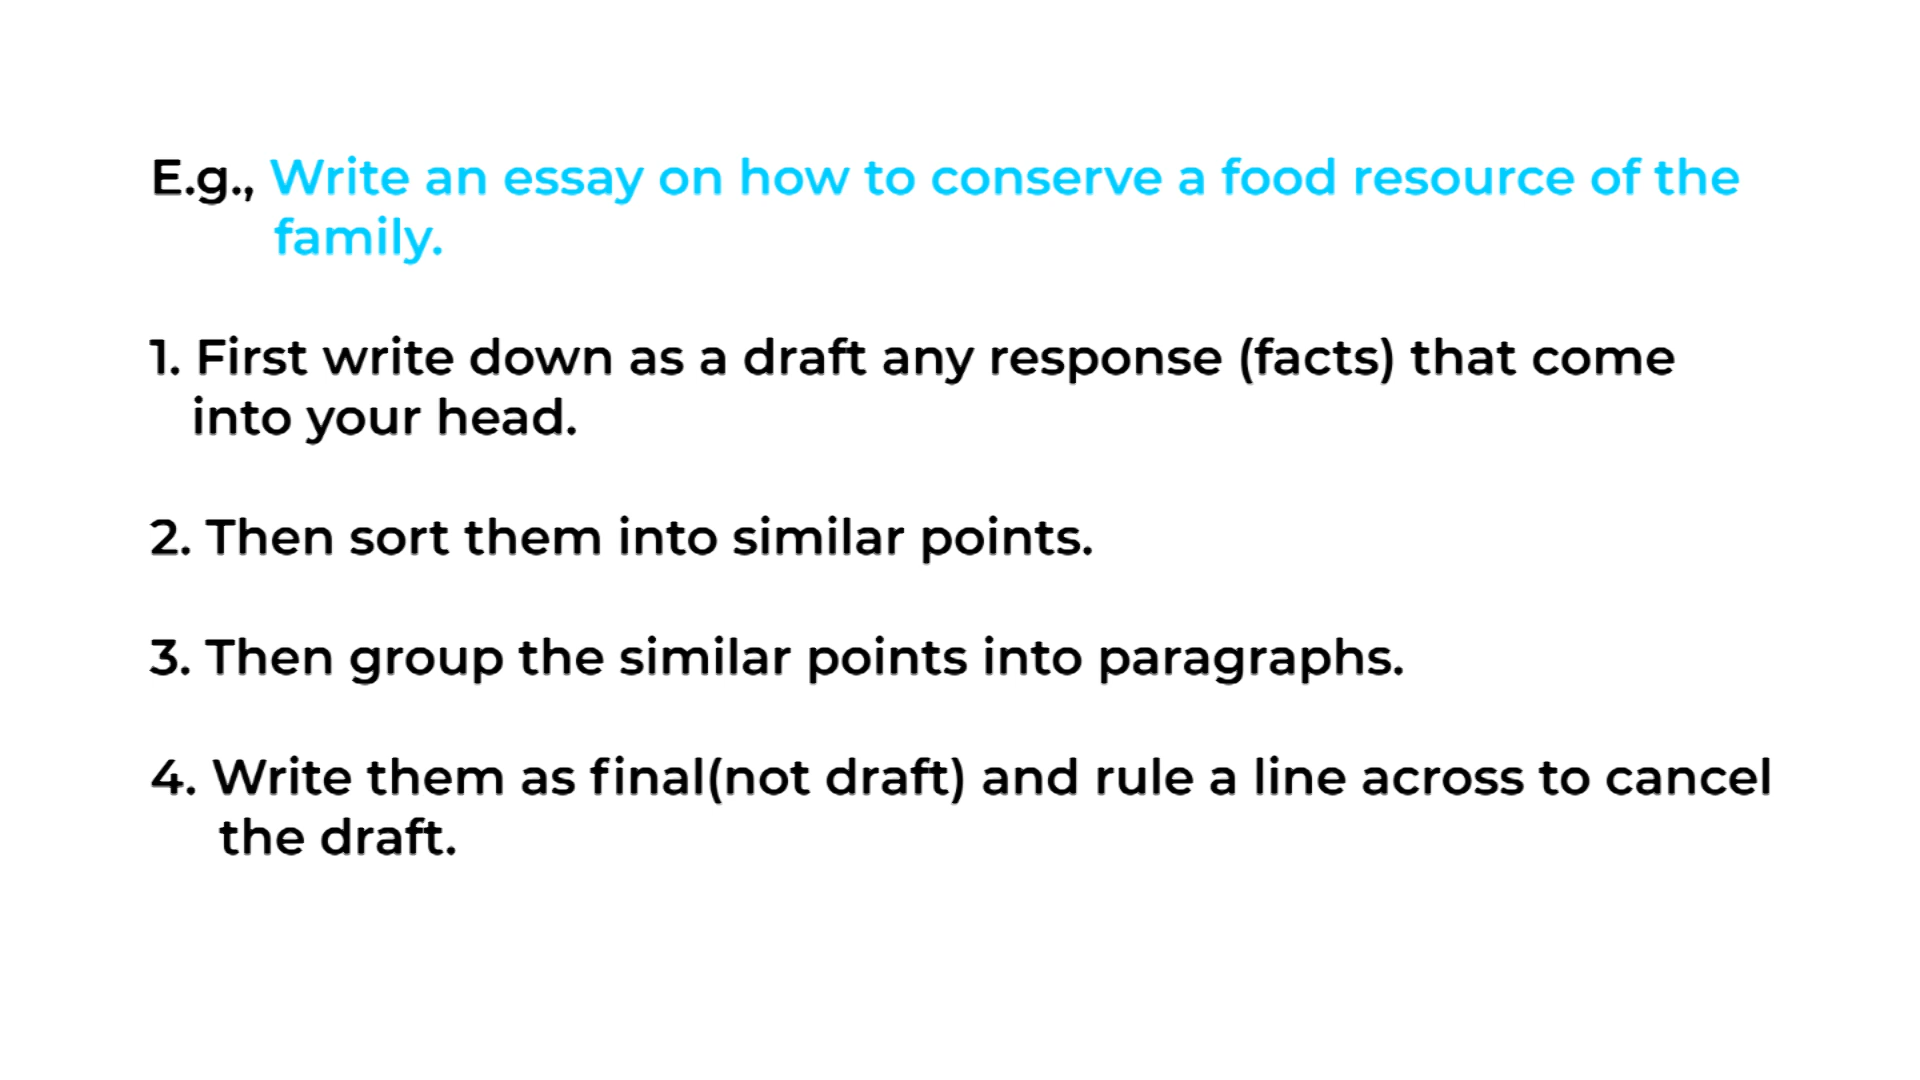 E.g., Write an essay on how to conserve a food resource of the
family.
1. First write down as a draft any response (facts) that come
into your head.
2. Then sort them into similar points.
3. Then group the similar points into paragraphs.
4. Write them as final(not draft) and rule a line across to cancel
the draft.